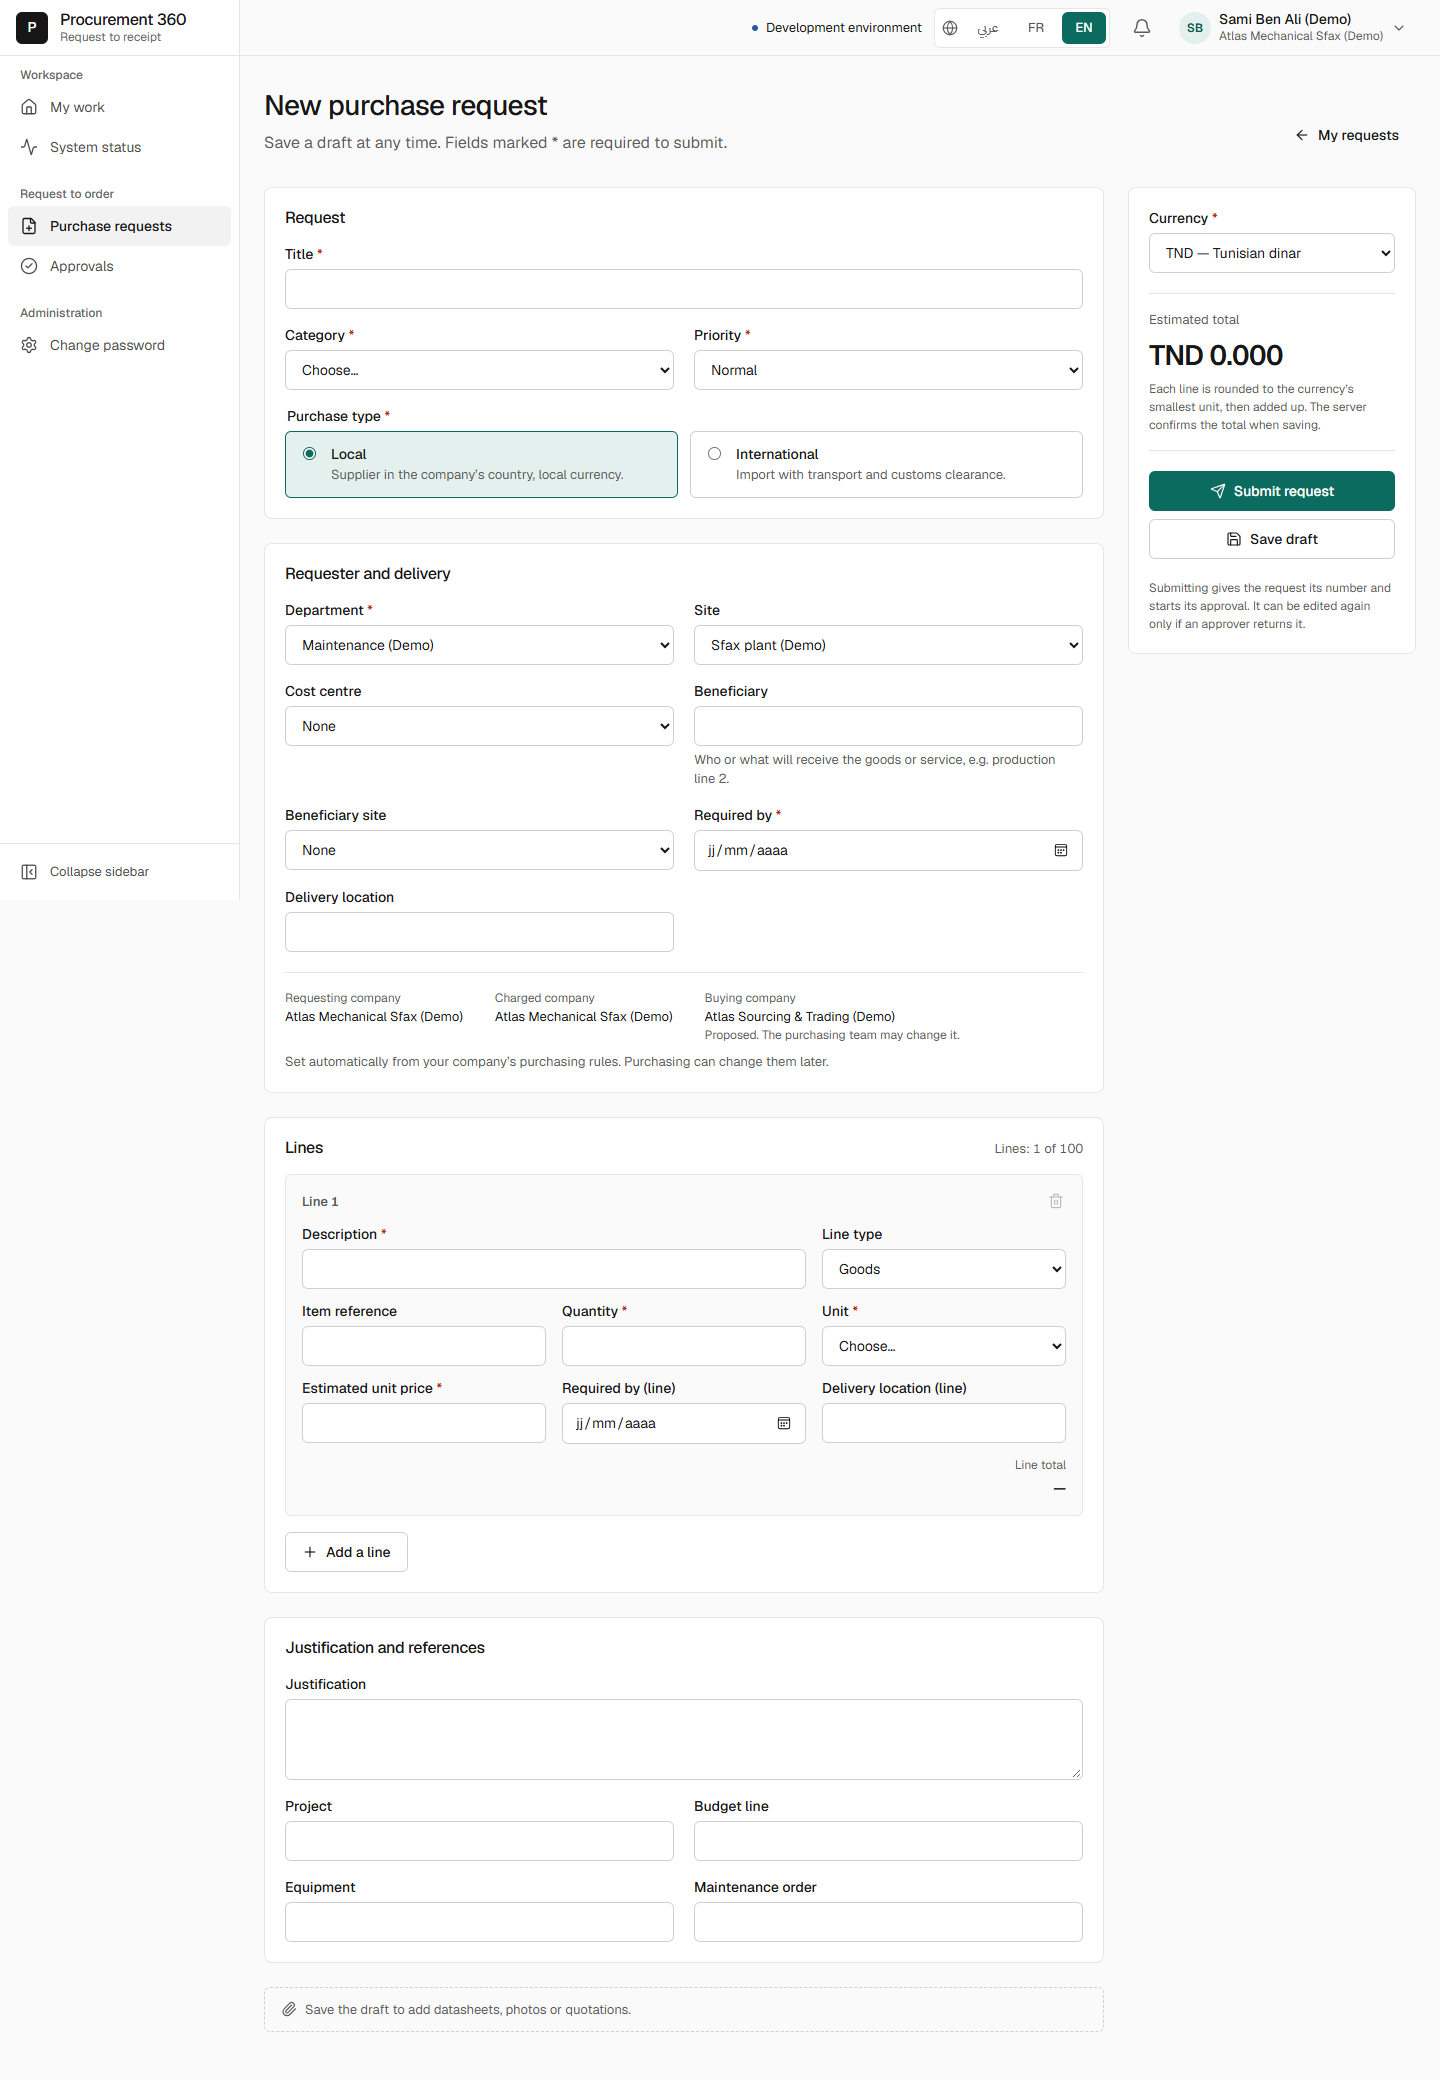 P
Procurement 360
Request to receipt
Development environment
عربي
FR
EN
SB
Sami Ben Ali (Demo)
Atlas Mechanical Sfax (Demo)
Workspace
My work
System status
Request to order
Purchase requests
Approvals
Administration
Change password
Collapse sidebar
New purchase request
Save a draft at any time. Fields marked * are required to submit.
My requests
Request
Title *
Category *
Priority *
Choose…
Normal
Purchase type *
Local
Supplier in the company's country, local currency.
International
Import with transport and customs clearance.
Currency *
TND — Tunisian dinar
Estimated total
TND 0.000
Each line is rounded to the currency's
smallest unit, then added up. The server
confirms the total when saving.
Submit request
Save draft
Submitting gives the request its number and
starts its approval. It can be edited again
only if an approver returns it.
Requester and delivery
Department *
Site
Maintenance (Demo)
Sfax plant (Demo)
Cost centre
Beneficiary
None
Who or what will receive the goods or service, e.g. production
line 2.
Beneficiary site
Required by *
None
jj/mm/aaaa
Delivery location
Requesting company
Charged company
Buying company
Atlas Mechanical Sfax (Demo)
Atlas Mechanical Sfax (Demo)
Atlas Sourcing & Trading (Demo)
Proposed. The purchasing team may change it.
Set automatically from your company's purchasing rules. Purchasing can change them later.
Lines
Lines: 1 of 100
Line 1
Description *
Line type
Goods
Item reference
Quantity *
Unit *
Choose…
Estimated unit price *
Required by (line)
Delivery location (line)
jj/mm/aaaa
Line total
—
Add a line
Justification and references
Justification
Project
Budget line
Equipment
Maintenance order
Save the draft to add datasheets, photos or quotations.